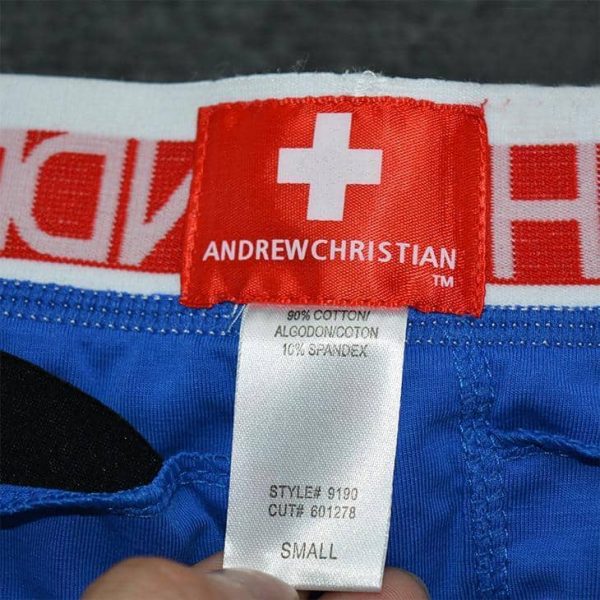 ANDREWCHRISTIAN
™
90% COTTON/
ALGODON/COTON
10% SPANDEX
STYLE# 9190
CUT# 601278
SMALL